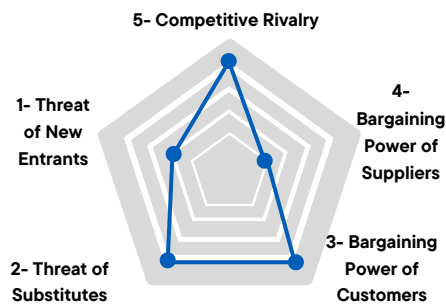 5- Competitive Rivalry
1- Threat
of New
Entrants
4-
Bargaining
Power of
Suppliers
2- Threat of
Substitutes
3- Bargaining
Power of
Customers